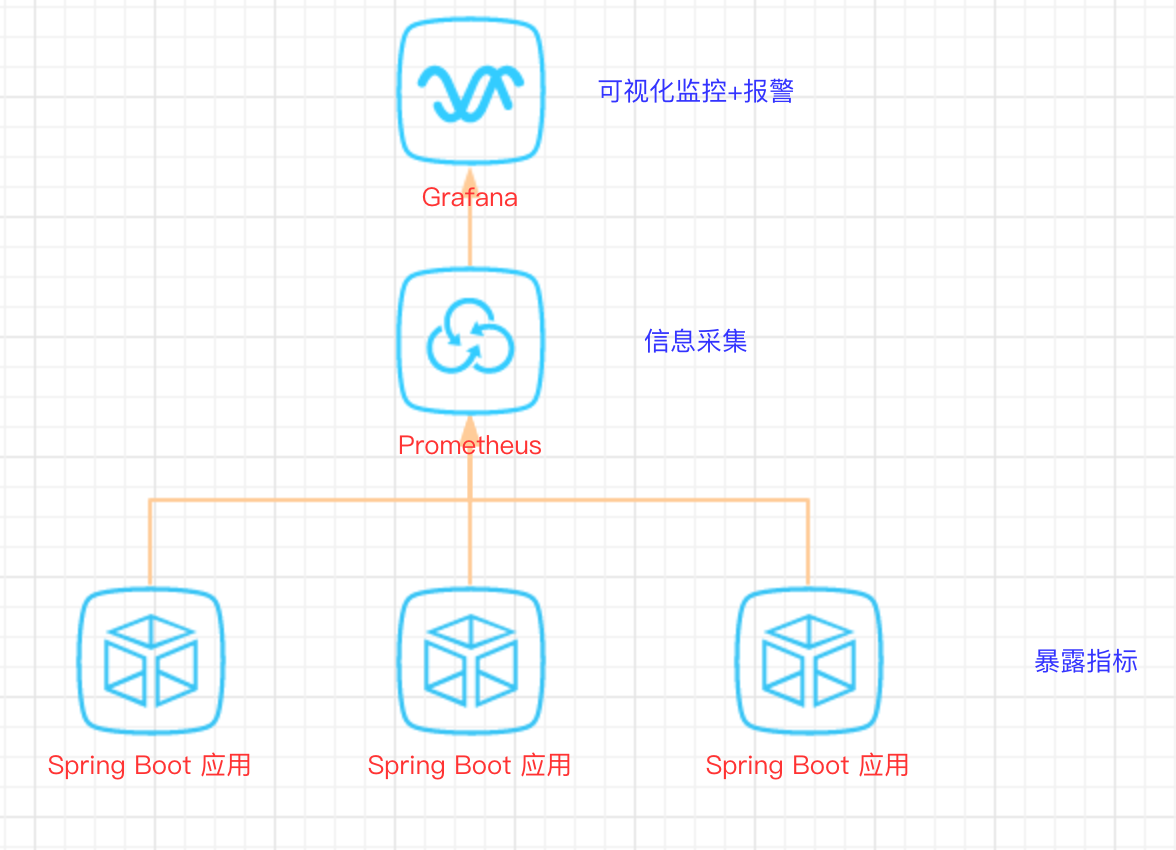 可视化监控+报警
Grafana
信息采集
Prometheus
暴露指标
Spring Boot 应用
Spring Boot 应用
Spring Boot 应用